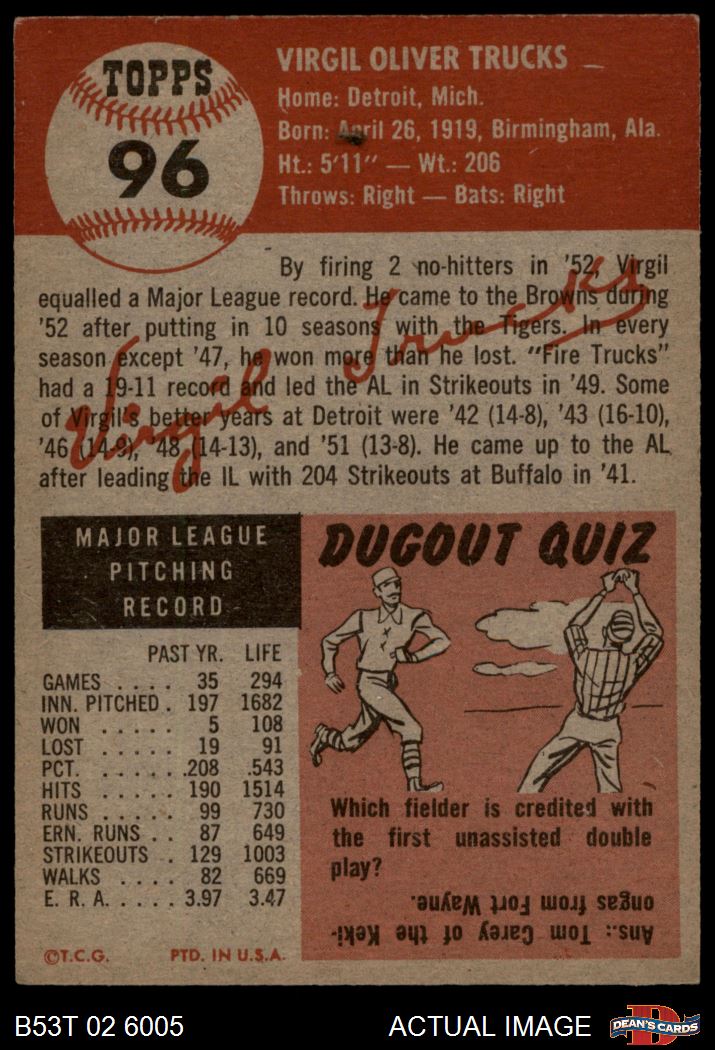 TOPPS
96
VIRGIL OLIVER TRUCKS
Home: Detroit, Mich.
Born: April 26, 1919, Birmingham, Ala.
Ht.: 5'11" — Wt.: 206
Throws: Right — Bats: Right
By firing 2 no-hitters in '52, Virgil
equalled a Major League record. He came to the Browns during
'52 after putting in 10 seasons with the Tigers. In every
season except '47, he won more than he lost. "Fire Trucks"
had a 19-11 record and led the AL in Strikeouts in '49. Some
of Virgil's better years at Detroit were '42 (14-8), '43 (16-10),
'46 (14-9), '48 (14-13), and '51 (13-8). He came up to the AL
after leading the IL with 204 Strikeouts at Buffalo in '41.
Virgil Trucks
MAJOR LEAGUE
PITCHING
RECORD
PAST YR. LIFE
GAMES . . . . 35 294
INN. PITCHED . 197 1682
WON . . . . . 5 108
LOST . . . . . 19 91
PCT. . . . . . .208 .543
HITS . . . . . 190 1514
RUNS . . . . . 99 730
ERN. RUNS . . 87 649
STRIKEOUTS . 129 1003
WALKS . . . . 82 669
E. R. A. . . . . 3.97 3.47
©T.C.G. PTD. IN U.S.A.
DUGOUT QUIZ
Which fielder is credited with
the first unassisted double
play?
Ans.: Tom Carey of the Keki-
ongas from Fort Wayne.
B53T 02 6005
ACTUAL IMAGE
D
DEAN'S CARDS